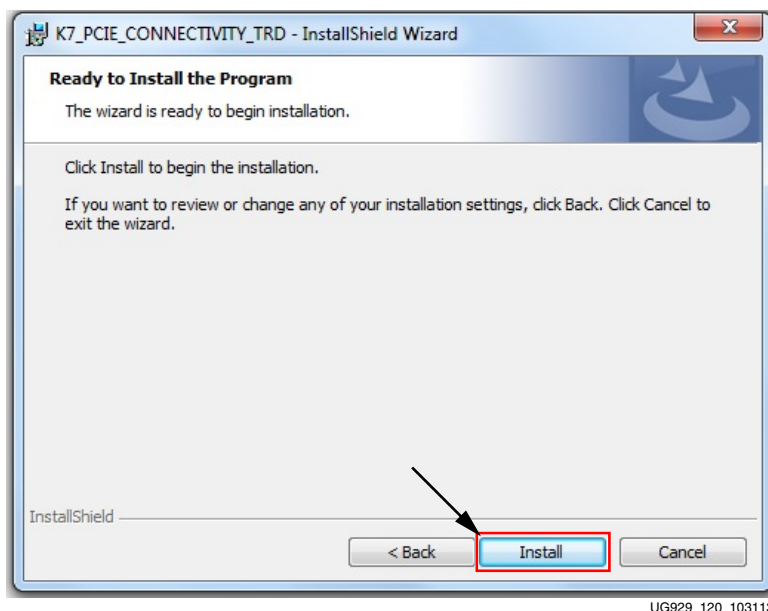 K7_PCIE_CONNECTIVITY_TRD - InstallShield Wizard
Ready to Install the Program
The wizard is ready to begin installation.
Click Install to begin the installation.
If you want to review or change any of your installation settings, click Back. Click Cancel to
exit the wizard.
InstallShield
< Back Install Cancel